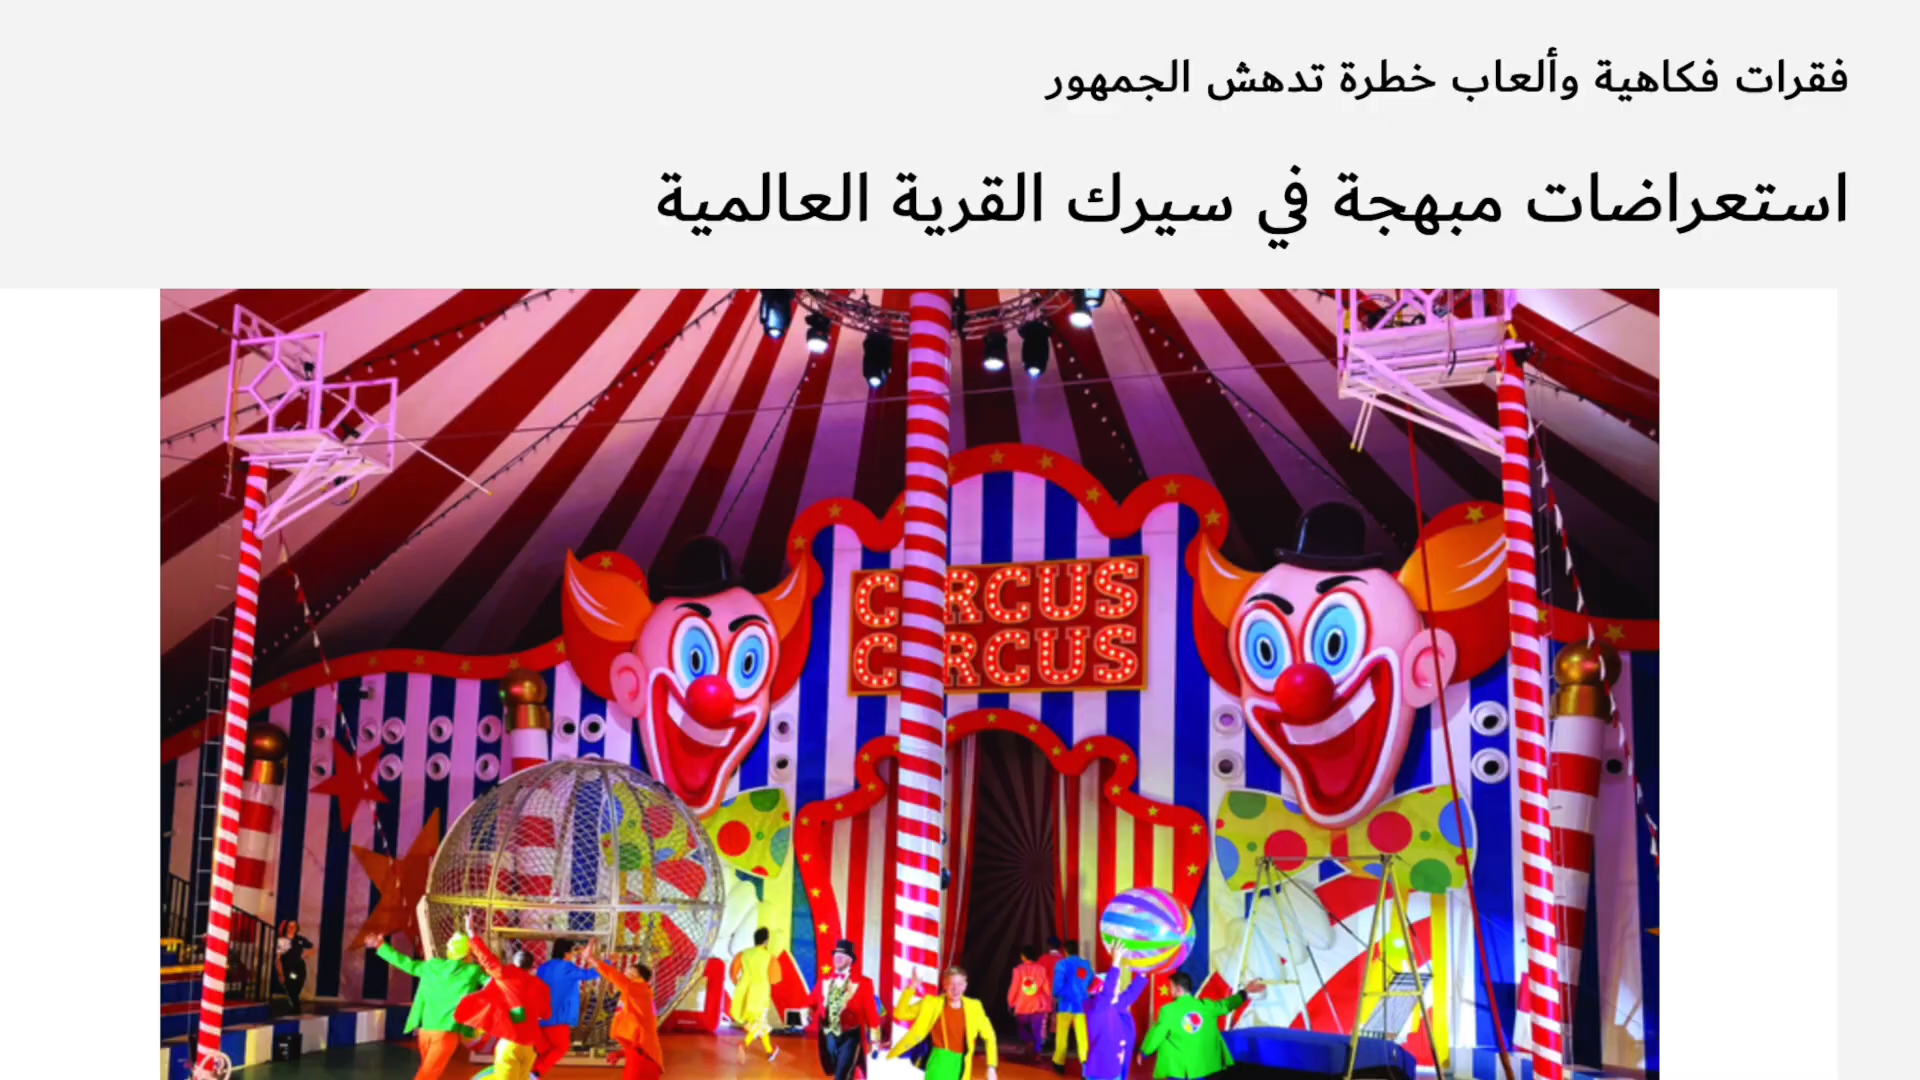 فقرات فكاهية وألعاب خطرة تدهش الجمهور
استعراضات مبهجة في سيرك القرية العالمية
CIRCUS
CIRCUS